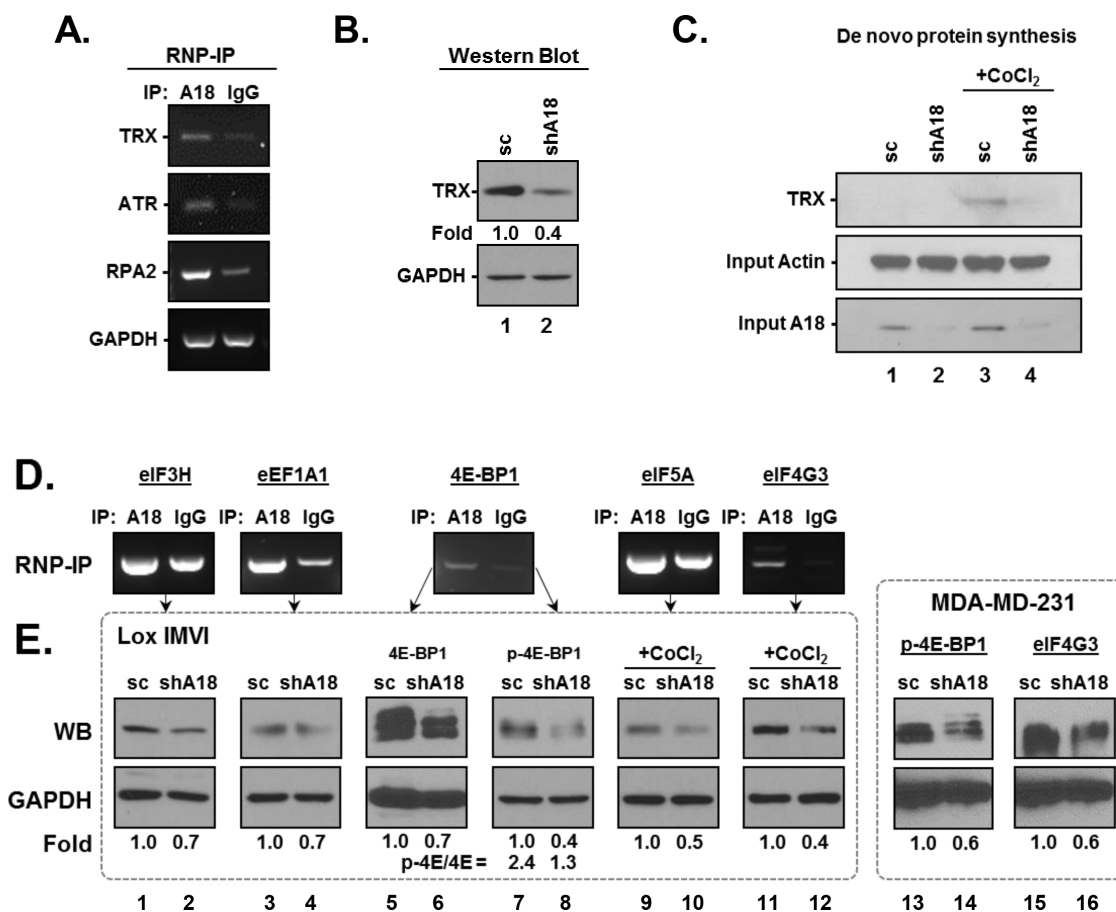 A.
RNP-IP
IP: A18 IgG
TRX
ATR
RPA2
GAPDH
B.
Western Blot
sc shA18
TRX
Fold 1.0 0.4
GAPDH
1 2
C.
De novo protein synthesis
+CoCl₂
sc shA18 sc shA18
TRX
Input Actin
Input A18
1 2 3 4
D.
eIF3H eEF1A1 4E-BP1 eIF5A eIF4G3
IP: A18 IgG IP: A18 IgG IP: A18 IgG IP: A18 IgG IP: A18 IgG
RNP-IP
E.
Lox IMVI
MDA-MD-231
4E-BP1 p-4E-BP1 +CoCl₂ +CoCl₂ p-4E-BP1 eIF4G3
sc shA18 sc shA18 sc shA18 sc shA18 sc shA18 sc shA18 sc shA18 sc shA18
WB
GAPDH
Fold 1.0 0.7 1.0 0.7 1.0 0.7 1.0 0.4 1.0 0.5 1.0 0.4 1.0 0.6 1.0 0.6
p-4E/4E = 2.4 1.3
1 2 3 4 5 6 7 8 9 10 11 12 13 14 15 16